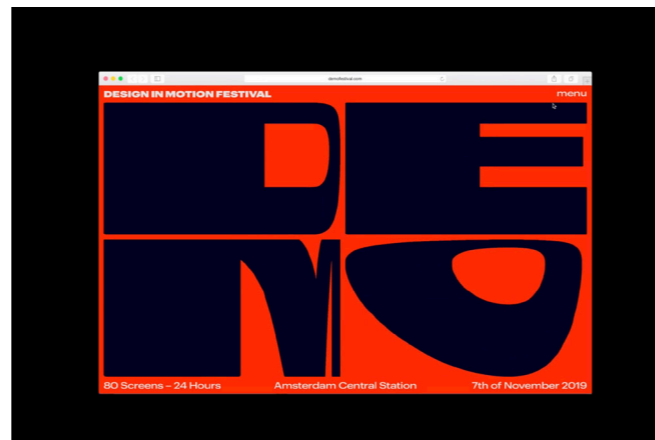 demofestival.com
DESIGN IN MOTION FESTIVAL
menu
DE
MO
80 Screens – 24 Hours
Amsterdam Central Station
7th of November 2019